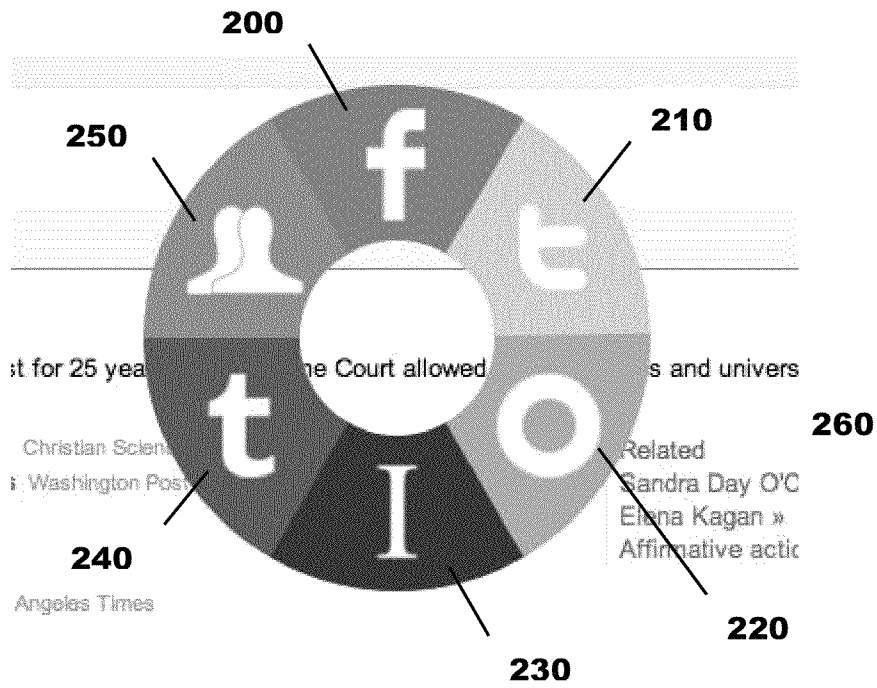 200
210
250
f
t
st for 25 yea
he Court allowed
s and univers
t
260
Christian Scien
Related
Washington Post
Sandra Day O'C
I
Elena Kagan »
240
Affirmative actic
Angeles Times
220
230